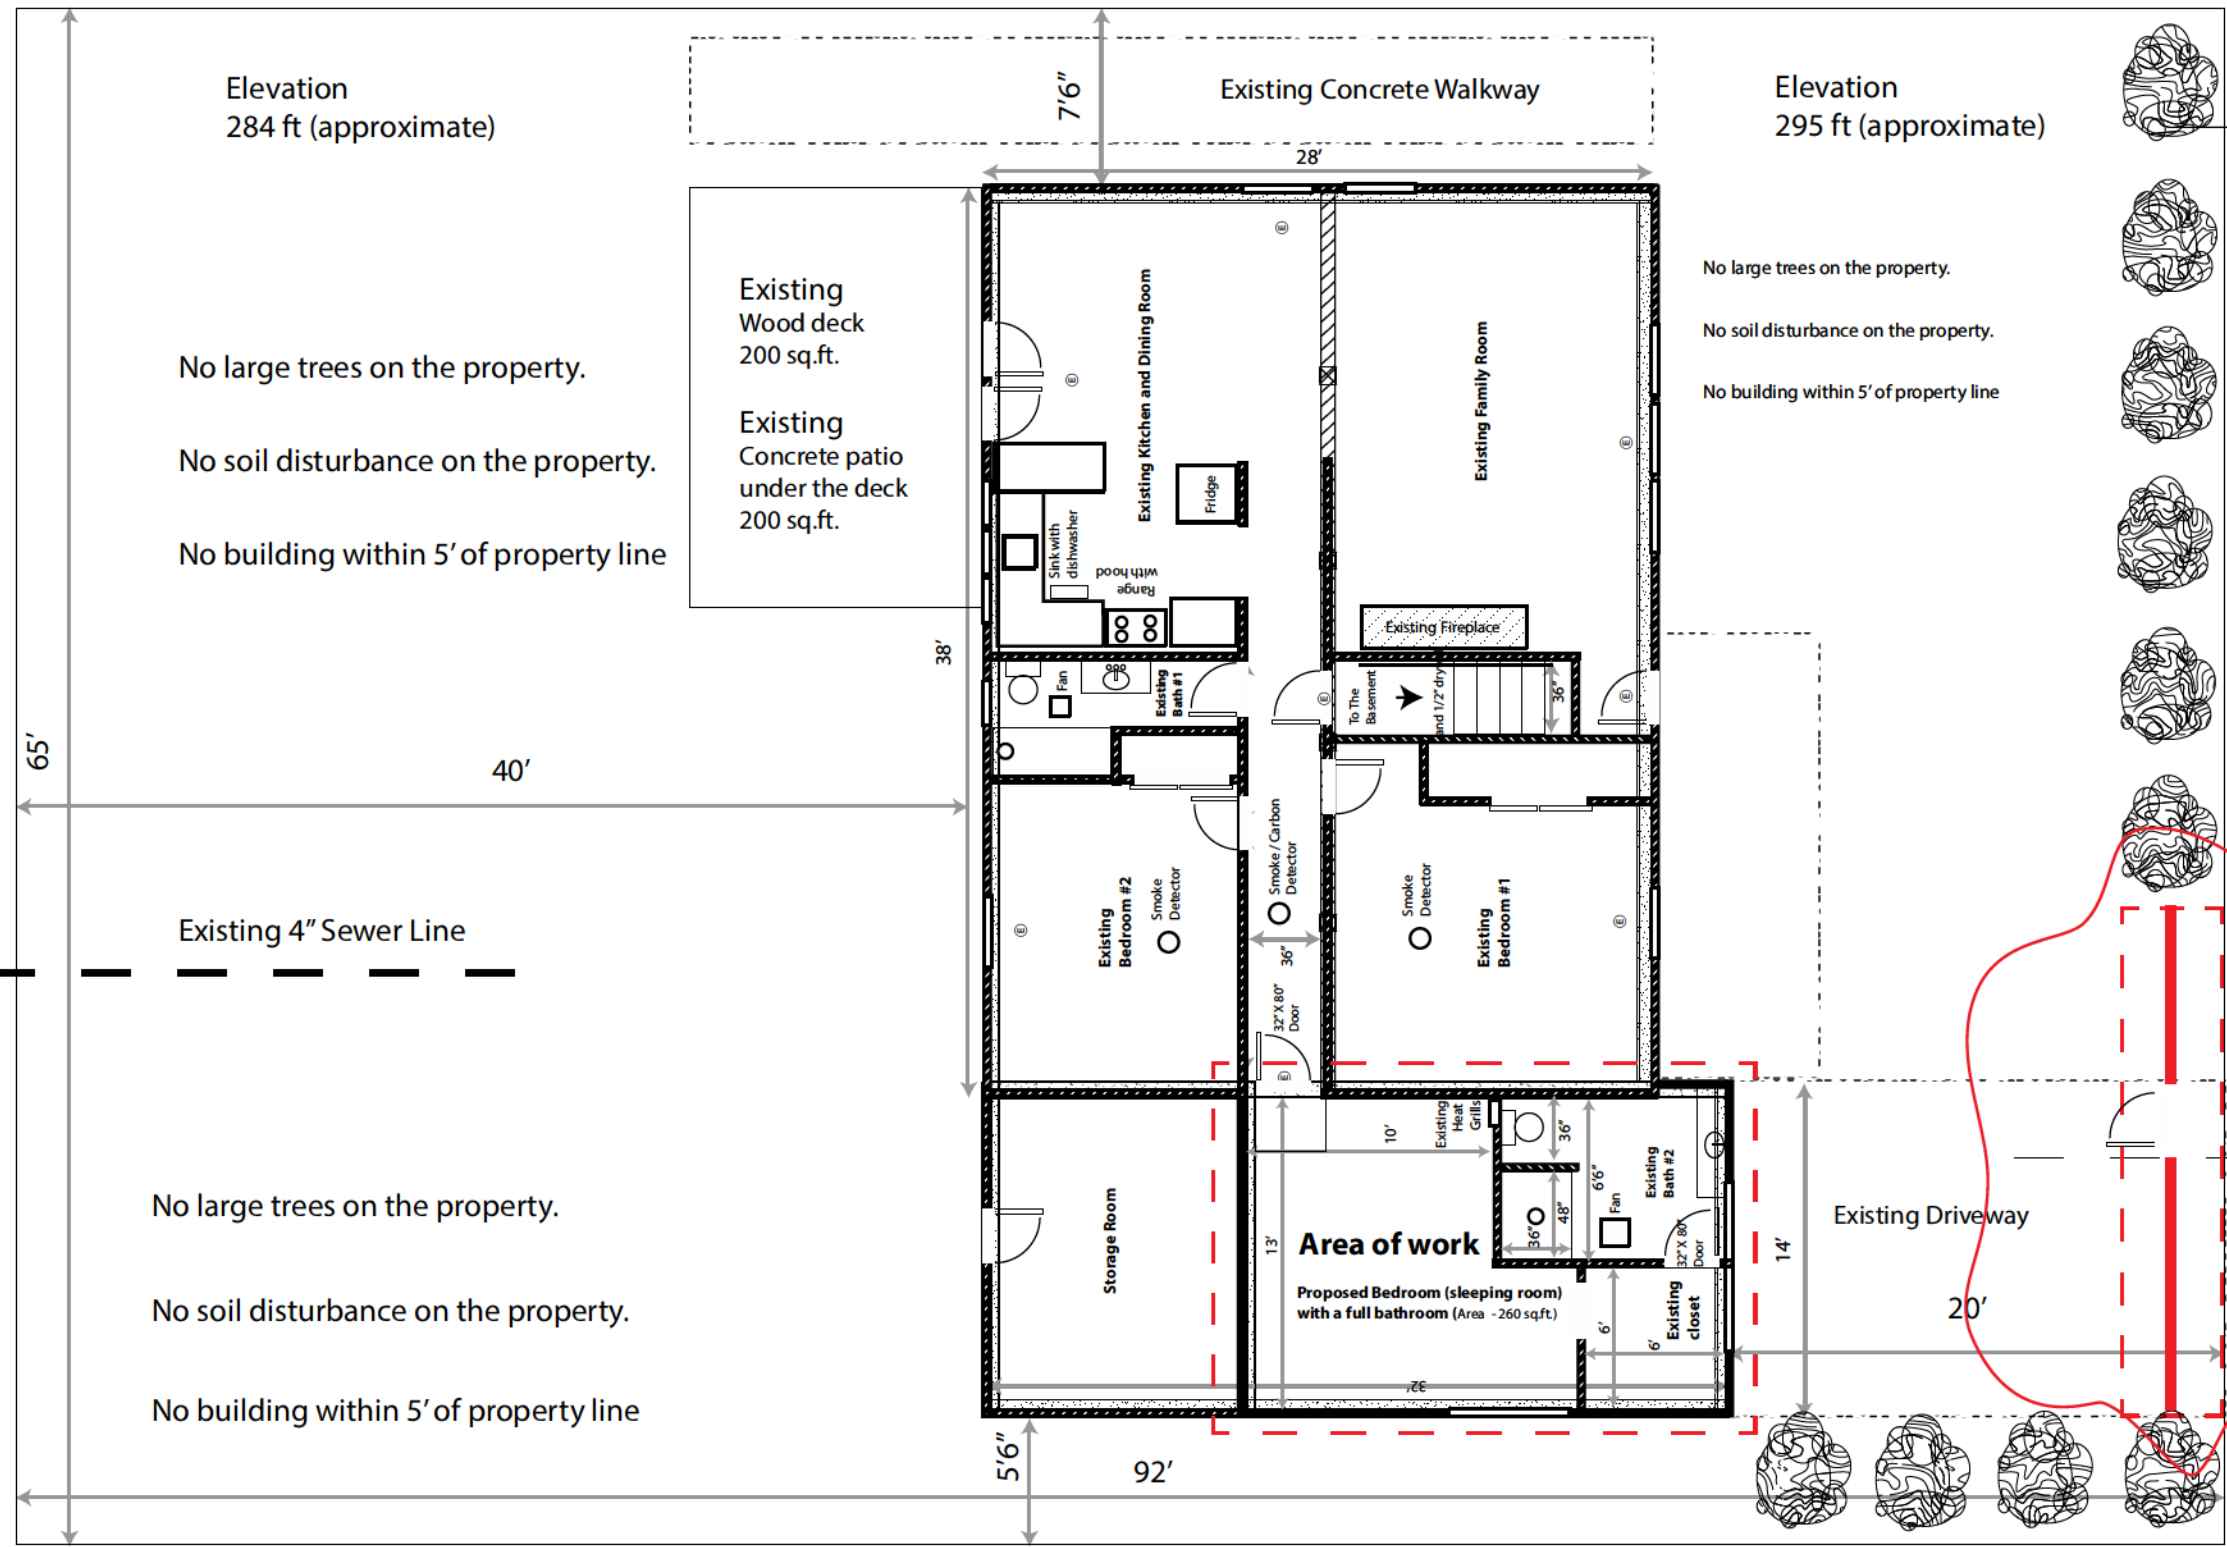 Elevation
284 ft (approximate)
7’6”
Existing Concrete Walkway
Elevation
295 ft (approximate)
28’
No large trees on the property.
No soil disturbance on the property.
No building within 5’ of property line
Existing
Wood deck
200 sq.ft.
Existing
Concrete patio
under the deck
200 sq.ft.
No large trees on the property.
No soil disturbance on the property.
No building within 5’ of property line
E
E
E
Existing Kitchen and Dining Room
Existing Family Room
Fridge
Sink with
dishwasher
Range
with hood
Existing Fireplace
38’
65’
40’
Fan
Existing
Bath #1
E
To The
Basement
and 1/2” dry
36”
E
Existing 4” Sewer Line
E
Existing
Bedroom #2
Smoke
Detector
Smoke / Carbon
Detector
36”
32” X 80”
Door
E
Smoke
Detector
Existing
Bedroom #1
E
No large trees on the property.
No soil disturbance on the property.
No building within 5’ of property line
Storage Room
10’
Existing
Heat
Grills
36”
6’6”
48”
36”
Fan
Existing
Bath #2
32” X 80”
Door
13’
Area of work
Proposed Bedroom (sleeping room)
with a full bathroom (Area - 260 sq.ft.)
6’
6’
Existing
closet
32’
14’
Existing Driveway
20’
5’6”
92’